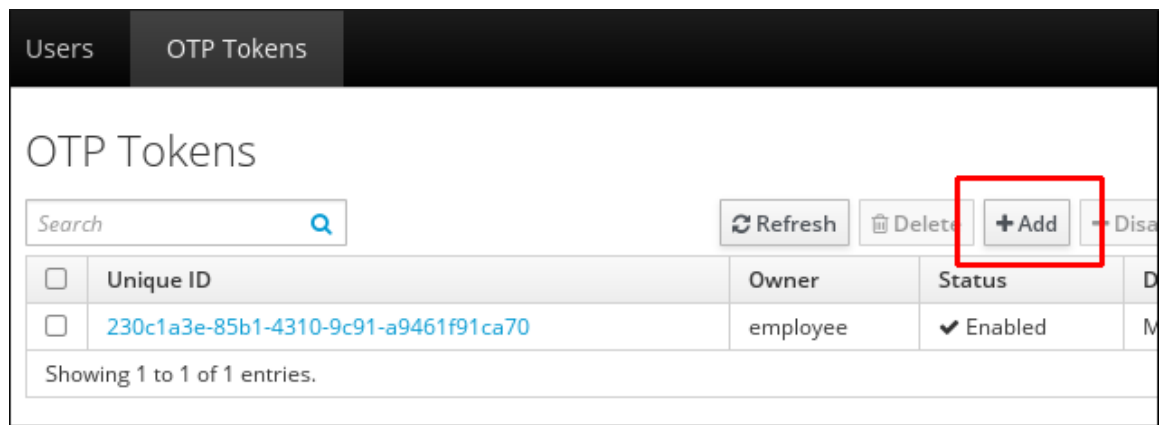 Users OTP Tokens
OTP Tokens
Search Refresh Delete Add Disa
Unique ID Owner Status D
230c1a3e-85b1-4310-9c91-a9461f91ca70 employee Enabled M
Showing 1 to 1 of 1 entries.